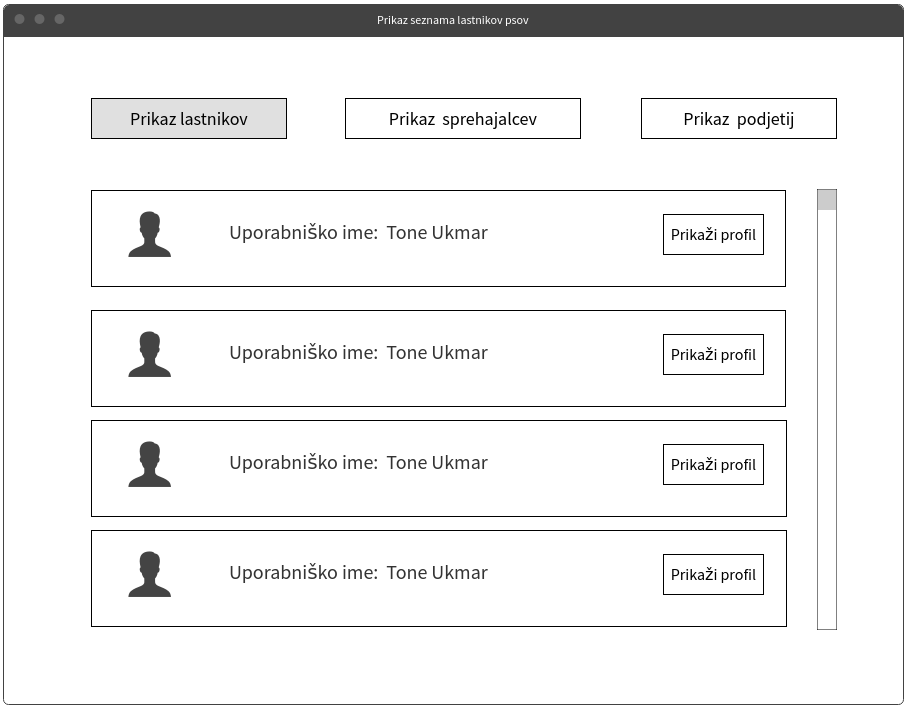 Prikaz seznama lastnikov psov
Prikaz lastnikov
Prikaz sprehajalcev
Prikaz podjetij
Uporabniško ime: Tone Ukmar
Prikaži profil
Uporabniško ime: Tone Ukmar
Prikaži profil
Uporabniško ime: Tone Ukmar
Prikaži profil
Uporabniško ime: Tone Ukmar
Prikaži profil